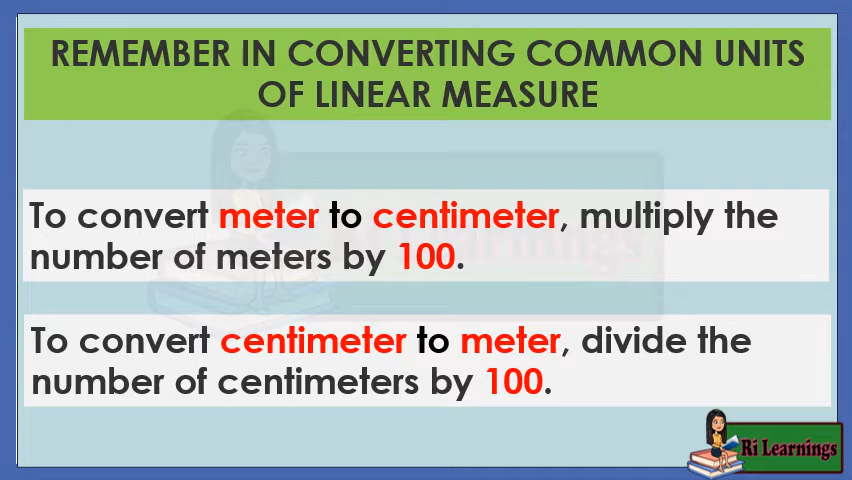 REMEMBER IN CONVERTING COMMON UNITS
OF LINEAR MEASURE
To convert meter to centimeter, multiply the
number of meters by 100.
To convert centimeter to meter, divide the
number of centimeters by 100.
Ri Learnings